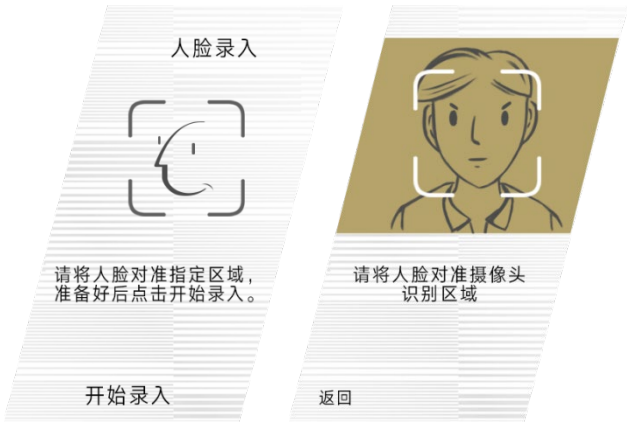 人脸录入
请将人脸对准指定区域，
准备好后点击开始录入。
开始录入
请将人脸对准摄像头
识别区域
返回